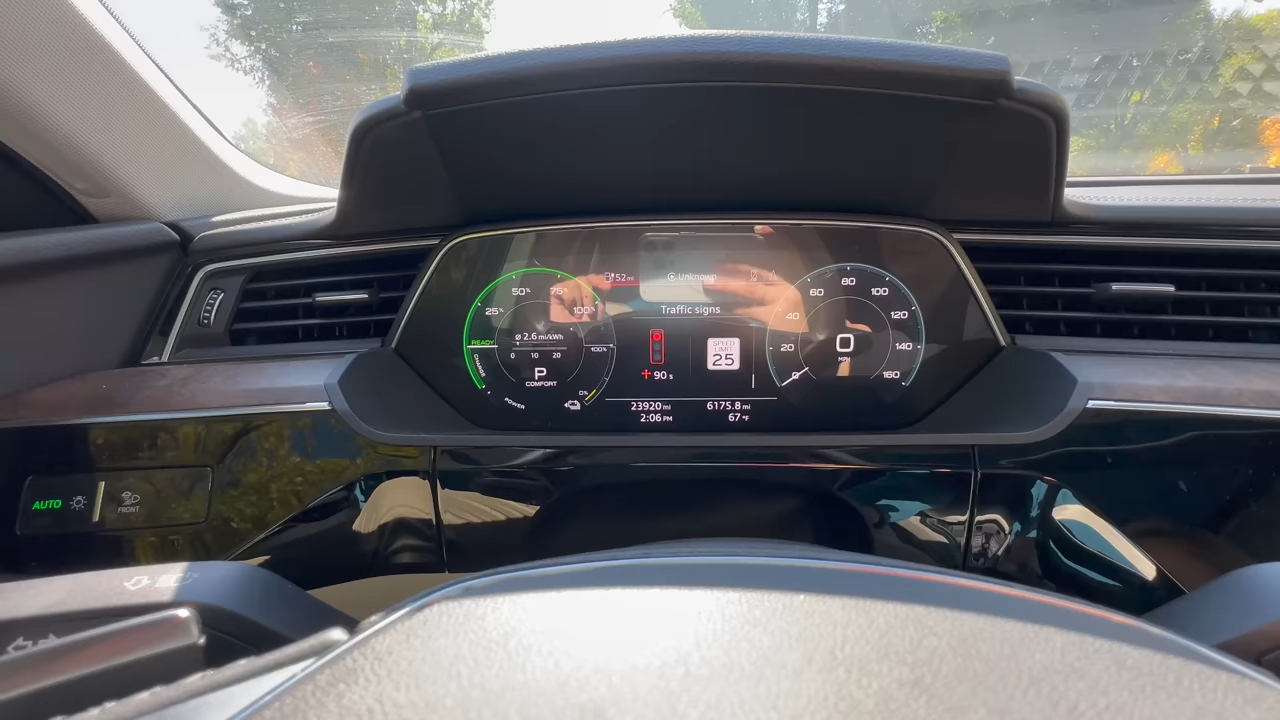 52mi
Unknown
50%
75%
25%
100%
Traffic signs
READY
Ø 2.6 mi/kWh
0 10 20
100%
CHARGE
P
COMFORT
0%
POWER
90 s
SPEED
LIMIT
25
23920 mi
6175.8 mi
2:06 PM
67 °F
0
20
40
60
80
100
120
140
160
0
MPH
AUTO
FRONT